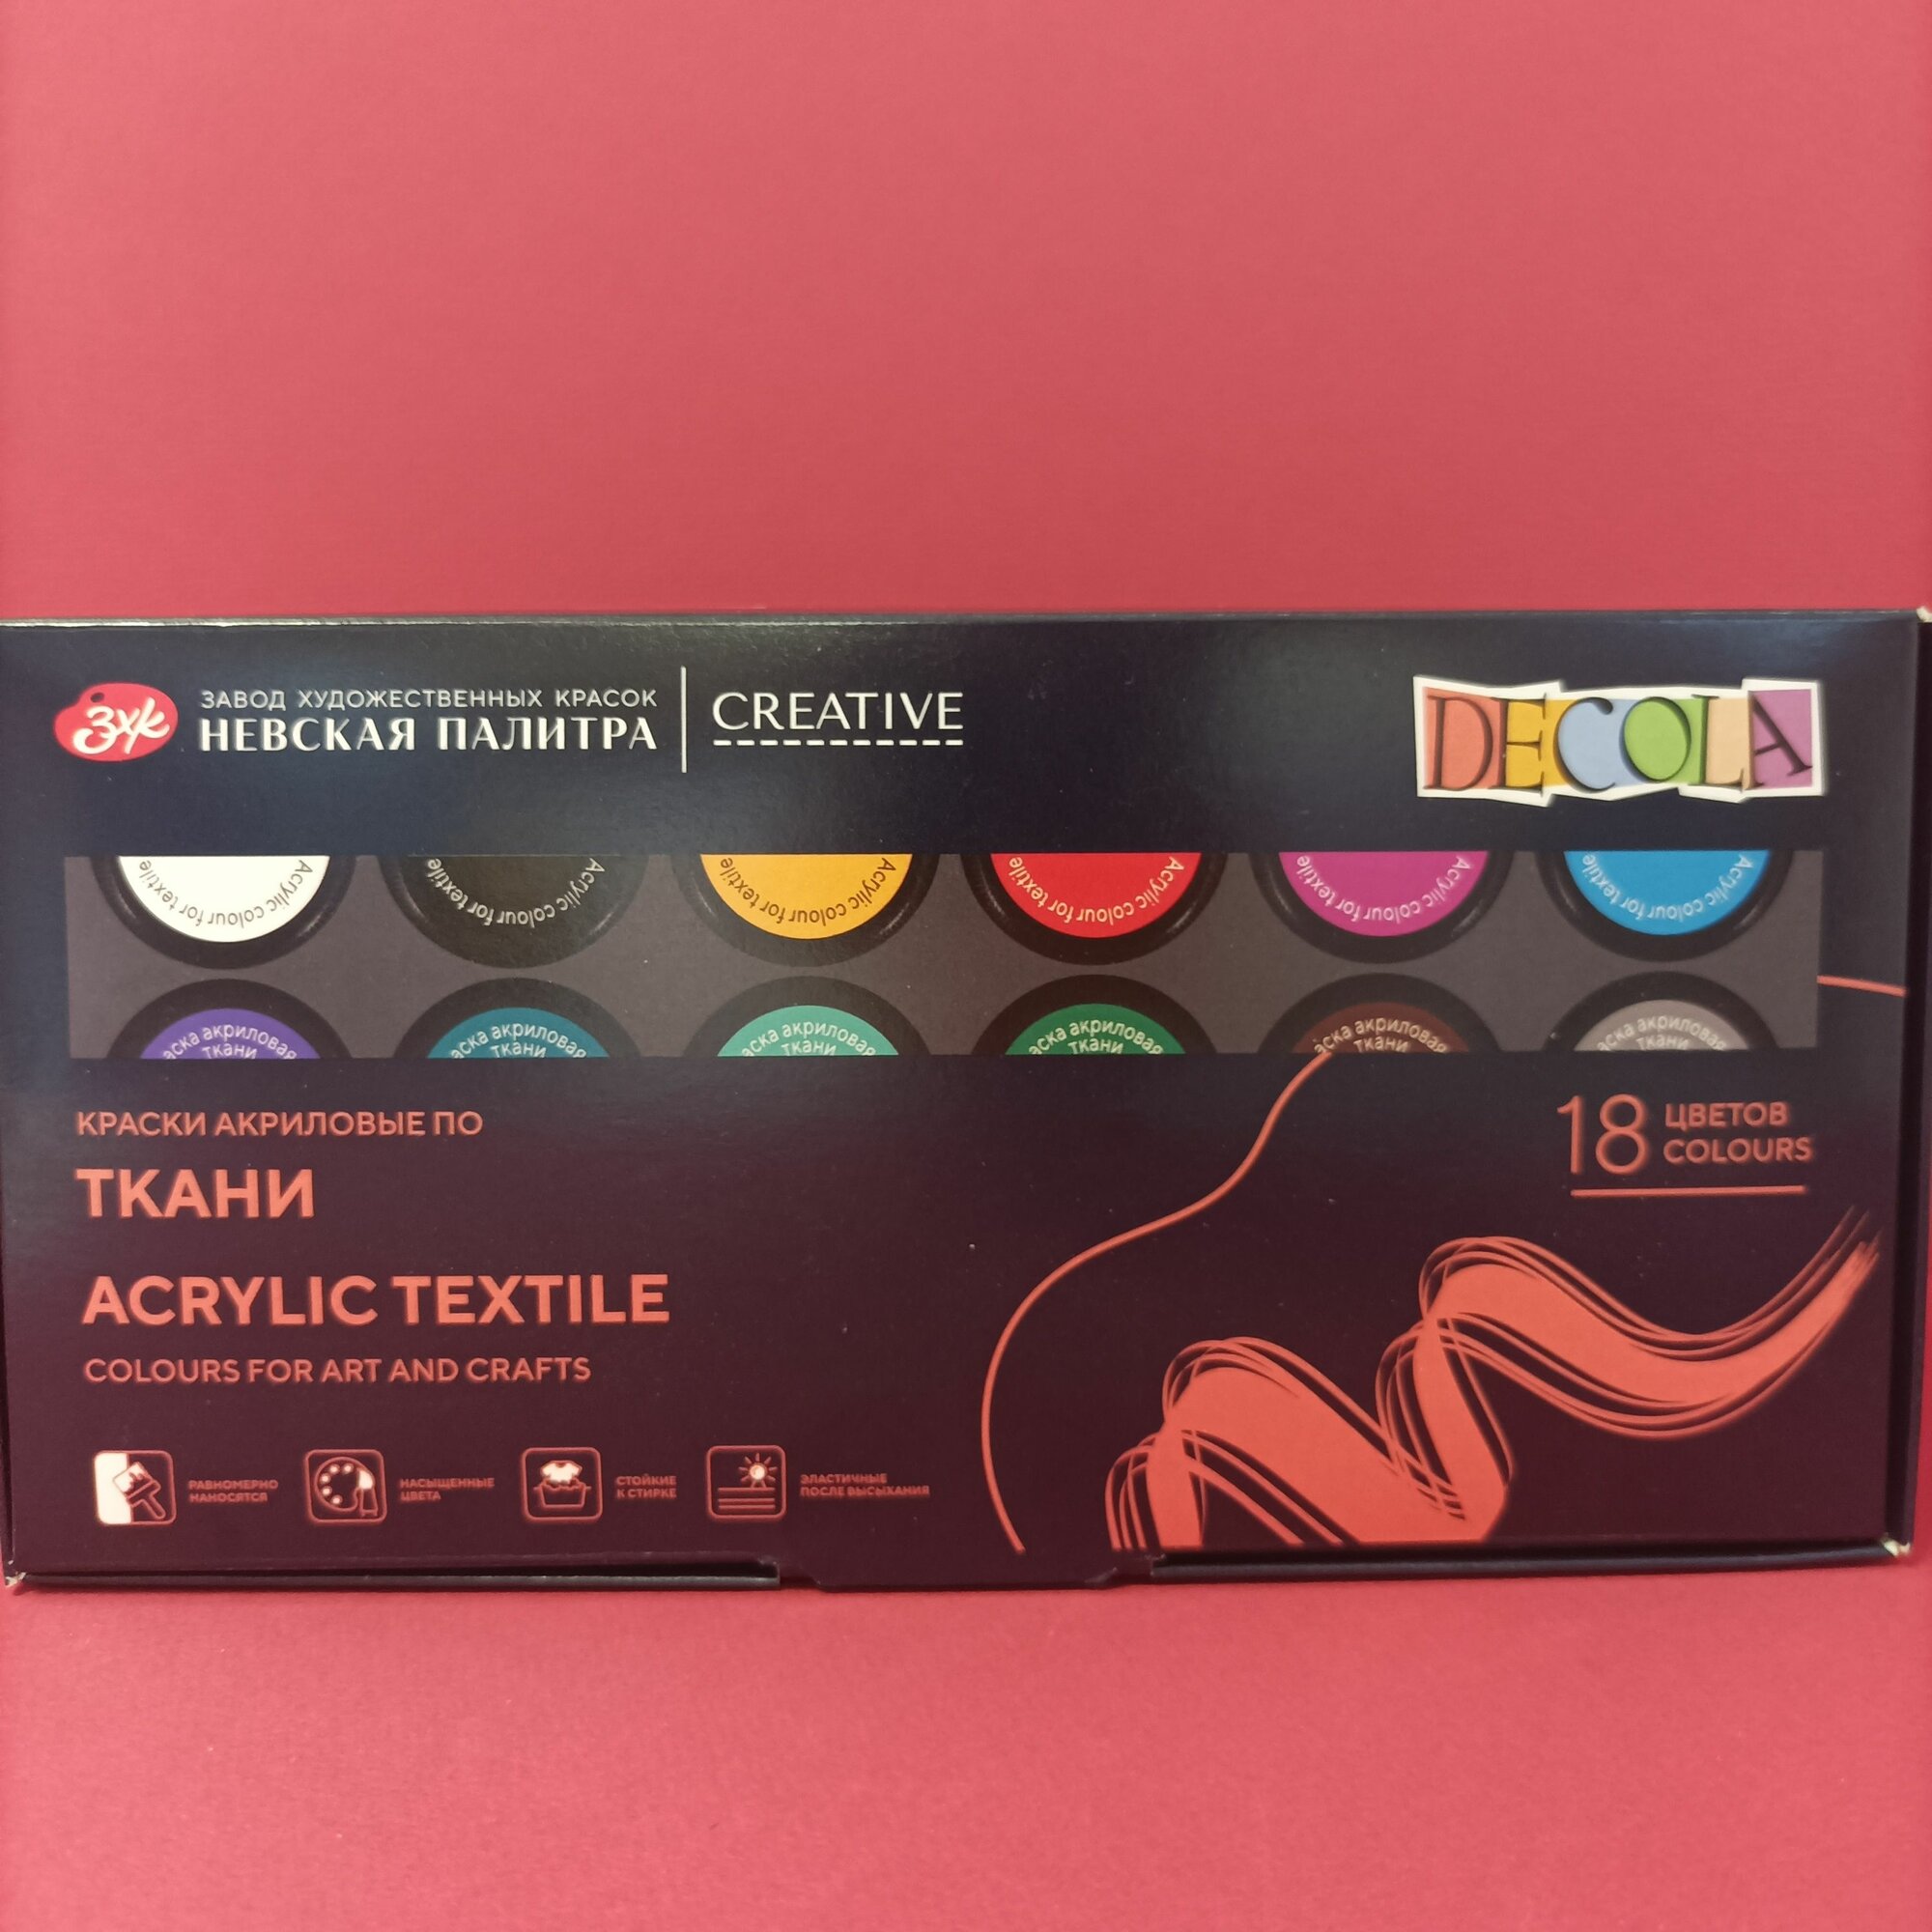 ЗХК
ЗАВОД ХУДОЖЕСТВЕННЫХ КРАСОК
НЕВСКАЯ ПАЛИТРА
CREATIVE
DECOLA
Acrylic colour for textile
Acrylic colour for textile
Acrylic colour for textile
Acrylic colour for textile
Acrylic colour for textile
Acrylic colour for textile
аска акриловая
ткани
аска акриловая
ткани
аска акриловая
ткани
аска акриловая
ткани
аска акриловая
ткани
аска акриловая
ткани
КРАСКИ АКРИЛОВЫЕ ПО
ТКАНИ
ACRYLIC TEXTILE
COLOURS FOR ART AND CRAFTS
18 ЦВЕТОВ
COLOURS
РАВНОМЕРНО
НАНОСЯТСЯ
НАСЫЩЕННЫЕ
ЦВЕТА
СТОЙКИЕ
К СТИРКЕ
ЭЛАСТИЧНЫЕ
ПОСЛЕ ВЫСЫХАНИЯ